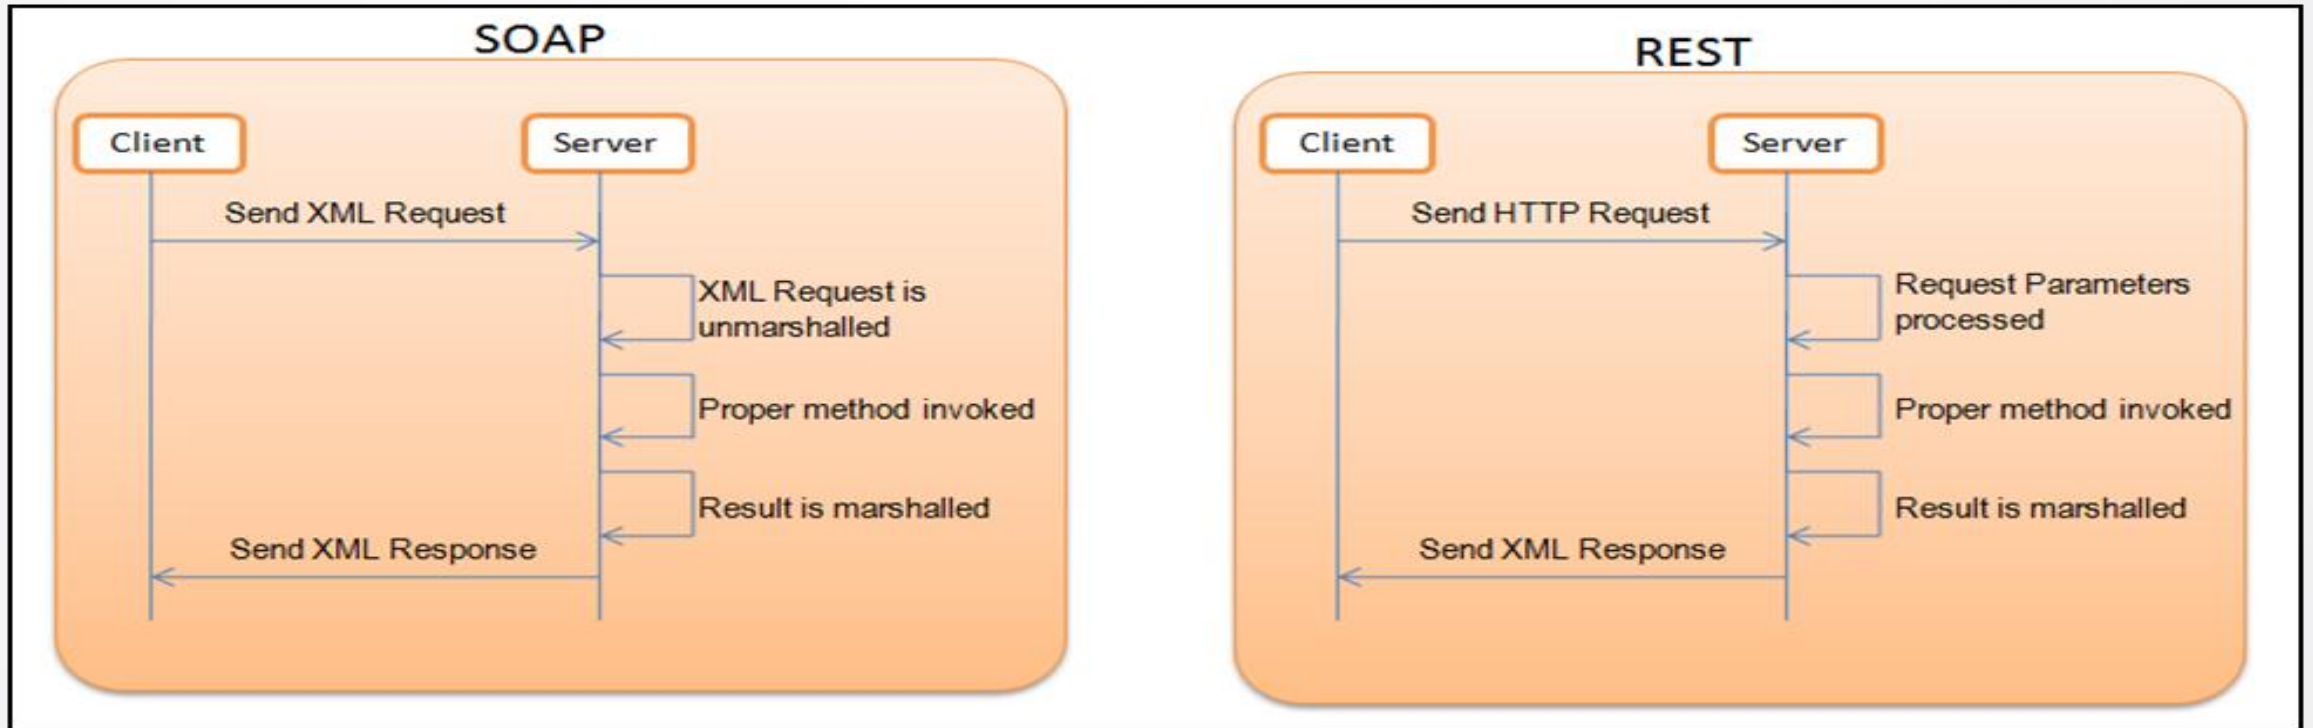 SOAP
Client
Server
Send XML Request
XML Request is
unmarshalled
Proper method invoked
Result is marshalled
Send XML Response
REST
Client
Server
Send HTTP Request
Request Parameters
processed
Proper method invoked
Result is marshalled
Send XML Response